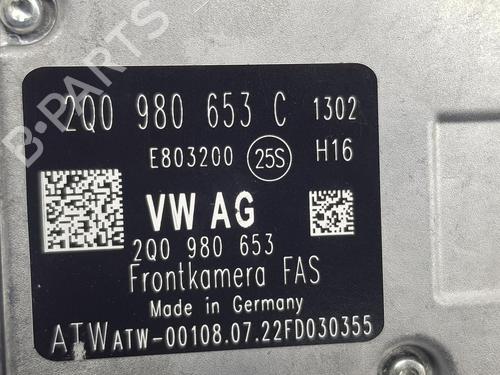 B-PARTS
2Q0 980 653 C 1302
E803200 25S H16
VW AG
2Q0 980 653
Frontkamera FAS
Made in Germany
ATW ATW-00108.07.22FD030355